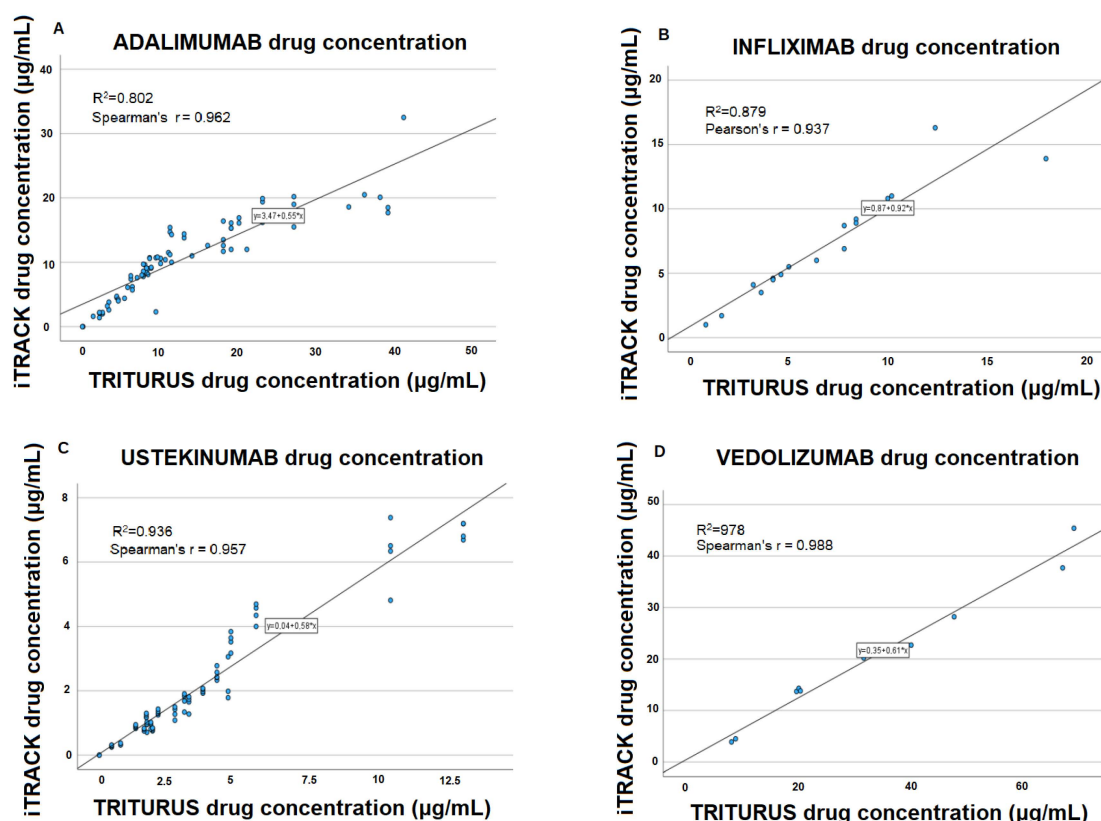 A
ADALIMUMAB drug concentration
iTRACK drug concentration (µg/mL)
40
30
20
10
0
R²=0.802
Spearman's r = 0.962
y=3,47+0,55*x
0 10 20 30 40 50
TRITURUS drug concentration (µg/mL)
B
INFLIXIMAB drug concentration
iTRACK drug concentration (µg/mL)
20
15
10
5
0
R²=0.879
Pearson's r = 0.937
y=0,87+0,92*x
0 5 10 15 20
TRITURUS drug concentration (µg/mL)
C
USTEKINUMAB drug concentration
iTRACK drug concentration (µg/mL)
8
6
4
2
0
R²=0.936
Spearman's r = 0.957
y=0,04+0,58*x
0 2.5 5 7.5 10 12.5
TRITURUS drug concentration (µg/mL)
D
VEDOLIZUMAB drug concentration
iTRACK drug concentration (µg/mL)
50
40
30
20
10
0
R²=978
Spearman's r = 0.988
y=0,35+0,61*x
0 20 40 60
TRITURUS drug concentration (µg/mL)